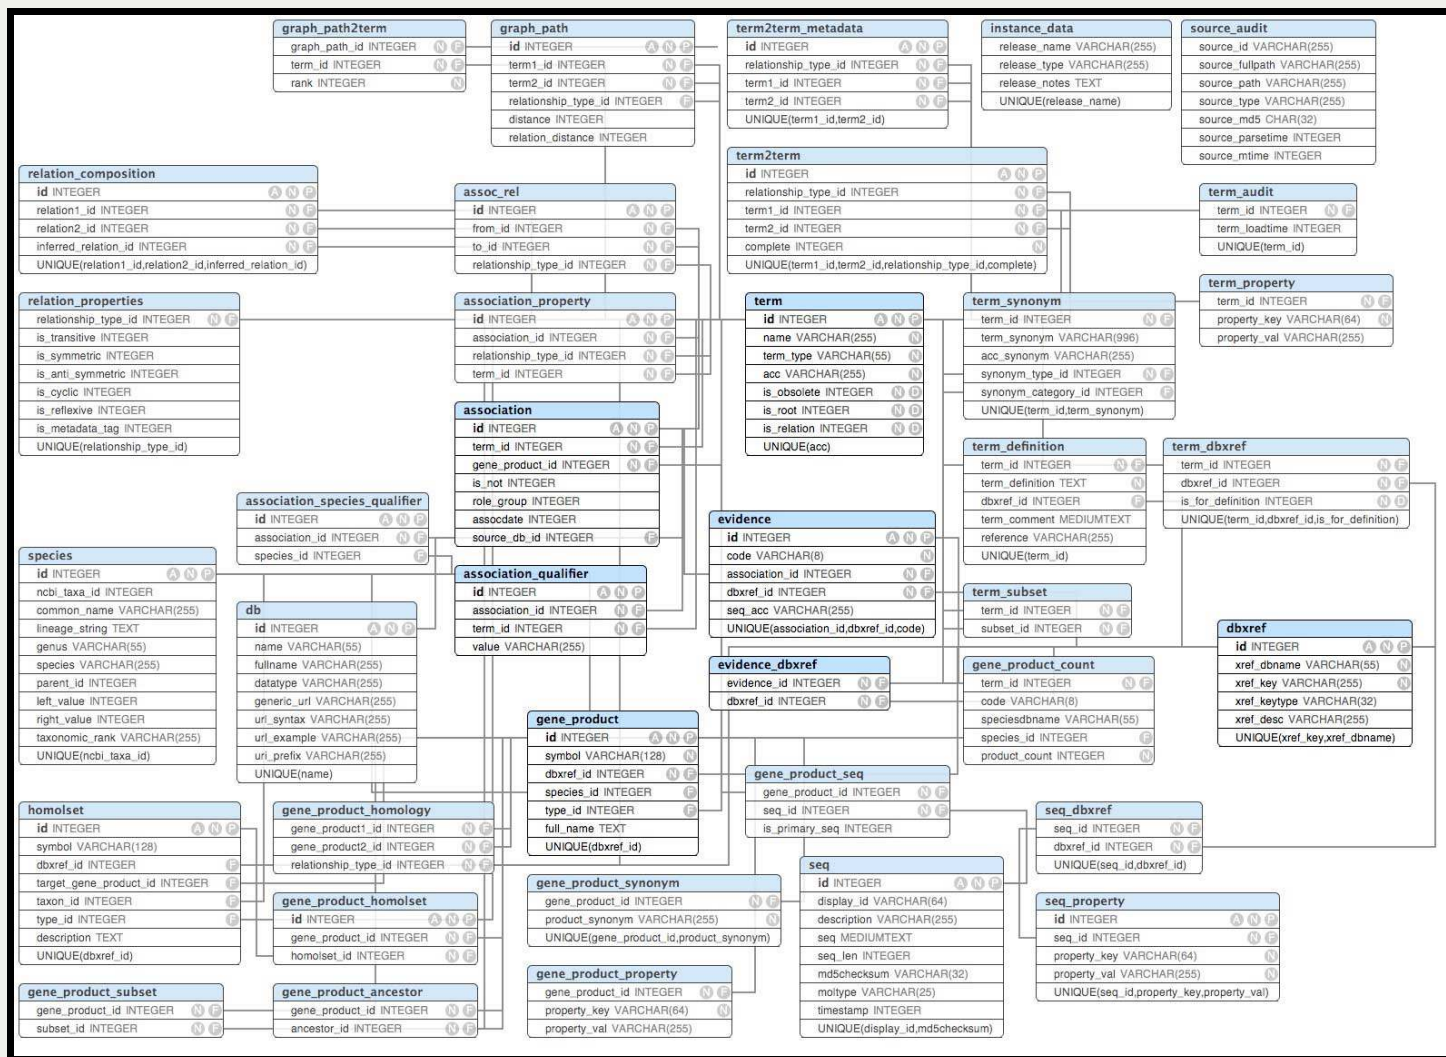 graph_path2term
graph_path_id INTEGER N F
term_id INTEGER N F
rank INTEGER N
graph_path
id INTEGER A N P
term1_id INTEGER N F
term2_id INTEGER N F
relationship_type_id INTEGER F
distance INTEGER
relation_distance INTEGER
term2term_metadata
id INTEGER A N P
relationship_type_id INTEGER N F
term1_id INTEGER N F
term2_id INTEGER N F
UNIQUE(term1_id,term2_id)
instance_data
release_name VARCHAR(255)
release_type VARCHAR(255)
release_notes TEXT
UNIQUE(release_name)
source_audit
source_id VARCHAR(255)
source_fullpath VARCHAR(255)
source_path VARCHAR(255)
source_type VARCHAR(255)
source_md5 CHAR(32)
source_parsetime INTEGER
source_mtime INTEGER
relation_composition
id INTEGER A N P
relation1_id INTEGER N F
relation2_id INTEGER N F
inferred_relation_id INTEGER N F
UNIQUE(relation1_id,relation2_id,inferred_relation_id)
assoc_rel
id INTEGER A N P
from_id INTEGER N F
to_id INTEGER N F
relationship_type_id INTEGER N F
term2term
id INTEGER A N P
relationship_type_id INTEGER N F
term1_id INTEGER N F
term2_id INTEGER N F
complete INTEGER N
UNIQUE(term1_id,term2_id,relationship_type_id,complete)
term_audit
term_id INTEGER N F
term_loadtime INTEGER
UNIQUE(term_id)
relation_properties
relationship_type_id INTEGER N F
is_transitive INTEGER
is_symmetric INTEGER
is_anti_symmetric INTEGER
is_cyclic INTEGER
is_reflexive INTEGER
is_metadata_tag INTEGER
UNIQUE(relationship_type_id)
association_property
id INTEGER A N P
association_id INTEGER N F
relationship_type_id INTEGER N F
term_id INTEGER N F
term
id INTEGER A N P
name VARCHAR(255) N
term_type VARCHAR(55) N
acc VARCHAR(255) N
is_obsolete INTEGER N D
is_root INTEGER N D
is_relation INTEGER N D
UNIQUE(acc)
term_synonym
term_id INTEGER N F
term_synonym VARCHAR(996)
acc_synonym VARCHAR(255)
synonym_type_id INTEGER N F
synonym_category_id INTEGER F
UNIQUE(term_id,term_synonym)
term_property
term_id INTEGER N F
property_key VARCHAR(64) N
property_val VARCHAR(255)
association
id INTEGER A N P
term_id INTEGER N F
gene_product_id INTEGER N F
is_not INTEGER
role_group INTEGER
assocdate INTEGER
source_db_id INTEGER F
term_definition
term_id INTEGER N F
term_definition TEXT N
dbxref_id INTEGER F
term_comment MEDIUMTEXT
reference VARCHAR(255)
UNIQUE(term_id)
term_dbxref
term_id INTEGER N F
dbxref_id INTEGER N F
is_for_definition INTEGER N D
UNIQUE(term_id,dbxref_id,is_for_definition)
association_species_qualifier
id INTEGER A N P
association_id INTEGER N F
species_id INTEGER F
evidence
id INTEGER A N P
code VARCHAR(8) N
association_id INTEGER N F
dbxref_id INTEGER N F
seq_acc VARCHAR(255)
UNIQUE(association_id,dbxref_id,code)
species
id INTEGER A N P
ncbi_taxa_id INTEGER
common_name VARCHAR(255)
lineage_string TEXT
genus VARCHAR(55)
species VARCHAR(255)
parent_id INTEGER
left_value INTEGER
right_value INTEGER
taxonomic_rank VARCHAR(255)
UNIQUE(ncbi_taxa_id)
association_qualifier
id INTEGER A N P
association_id INTEGER N F
term_id INTEGER N F
value VARCHAR(255)
term_subset
term_id INTEGER N F
subset_id INTEGER N F
db
id INTEGER A N P
name VARCHAR(55)
fullname VARCHAR(255)
datatype VARCHAR(255)
generic_url VARCHAR(255)
url_syntax VARCHAR(255)
url_example VARCHAR(255)
uri_prefix VARCHAR(255)
UNIQUE(name)
dbxref
id INTEGER A N P
xref_dbname VARCHAR(55) N
xref_key VARCHAR(255) N
xref_keytype VARCHAR(32)
xref_desc VARCHAR(255)
UNIQUE(xref_key,xref_dbname)
evidence_dbxref
evidence_id INTEGER N F
dbxref_id INTEGER N F
gene_product_count
term_id INTEGER N F
code VARCHAR(8)
speciesdbname VARCHAR(55)
species_id INTEGER F
product_count INTEGER N
gene_product
id INTEGER A N P
symbol VARCHAR(128) N
dbxref_id INTEGER N F
species_id INTEGER F
type_id INTEGER F
full_name TEXT
UNIQUE(dbxref_id)
gene_product_seq
gene_product_id INTEGER N F
seq_id INTEGER N F
is_primary_seq INTEGER
homolset
id INTEGER A N P
symbol VARCHAR(128)
dbxref_id INTEGER F
target_gene_product_id INTEGER F
taxon_id INTEGER F
type_id INTEGER F
description TEXT
UNIQUE(dbxref_id)
gene_product_homology
gene_product1_id INTEGER N F
gene_product2_id INTEGER N F
relationship_type_id INTEGER N F
seq_dbxref
seq_id INTEGER N F
dbxref_id INTEGER N F
UNIQUE(seq_id,dbxref_id)
seq
id INTEGER A N P
display_id VARCHAR(64)
description VARCHAR(255)
seq MEDIUMTEXT
seq_len INTEGER
md5checksum VARCHAR(32)
moltype VARCHAR(25)
timestamp INTEGER
UNIQUE(display_id,md5checksum)
gene_product_synonym
gene_product_id INTEGER N F
product_synonym VARCHAR(255) N
UNIQUE(gene_product_id,product_synonym)
gene_product_homolset
id INTEGER A N P
gene_product_id INTEGER N F
homolset_id INTEGER N F
seq_property
id INTEGER A N P
seq_id INTEGER N F
property_key VARCHAR(64) N
property_val VARCHAR(255) N
UNIQUE(seq_id,property_key,property_val)
gene_product_property
gene_product_id INTEGER N F
property_key VARCHAR(64) N
property_val VARCHAR(255)
gene_product_subset
gene_product_id INTEGER N F
subset_id INTEGER N F
gene_product_ancestor
gene_product_id INTEGER N F
ancestor_id INTEGER N F